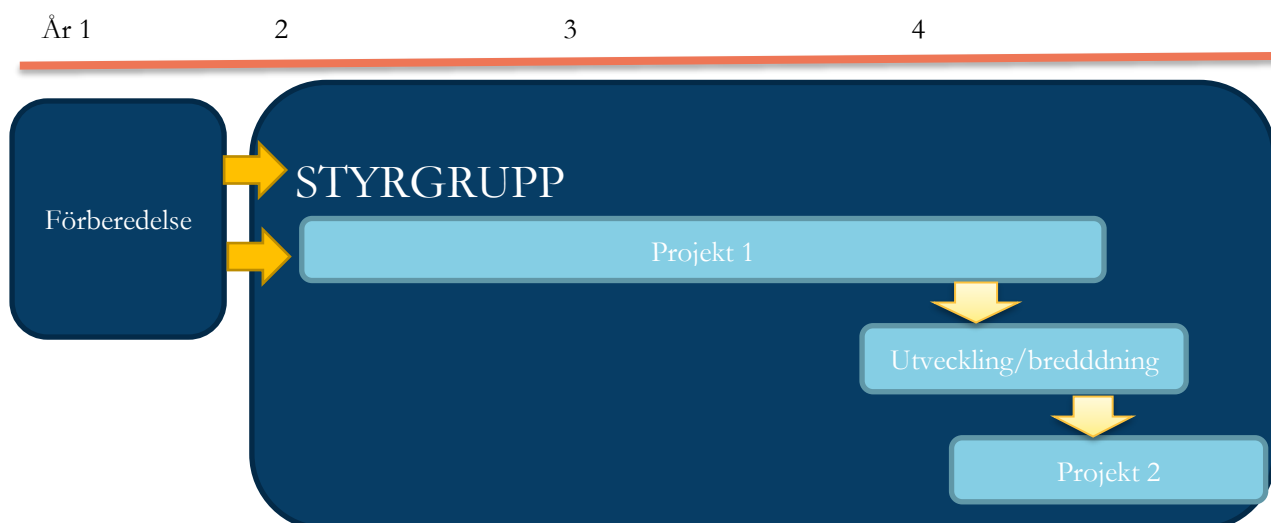 År 1 2 3 4
STYRGRUPP
Förberedelse
Projekt 1
Utveckling/bredddning
Projekt 2